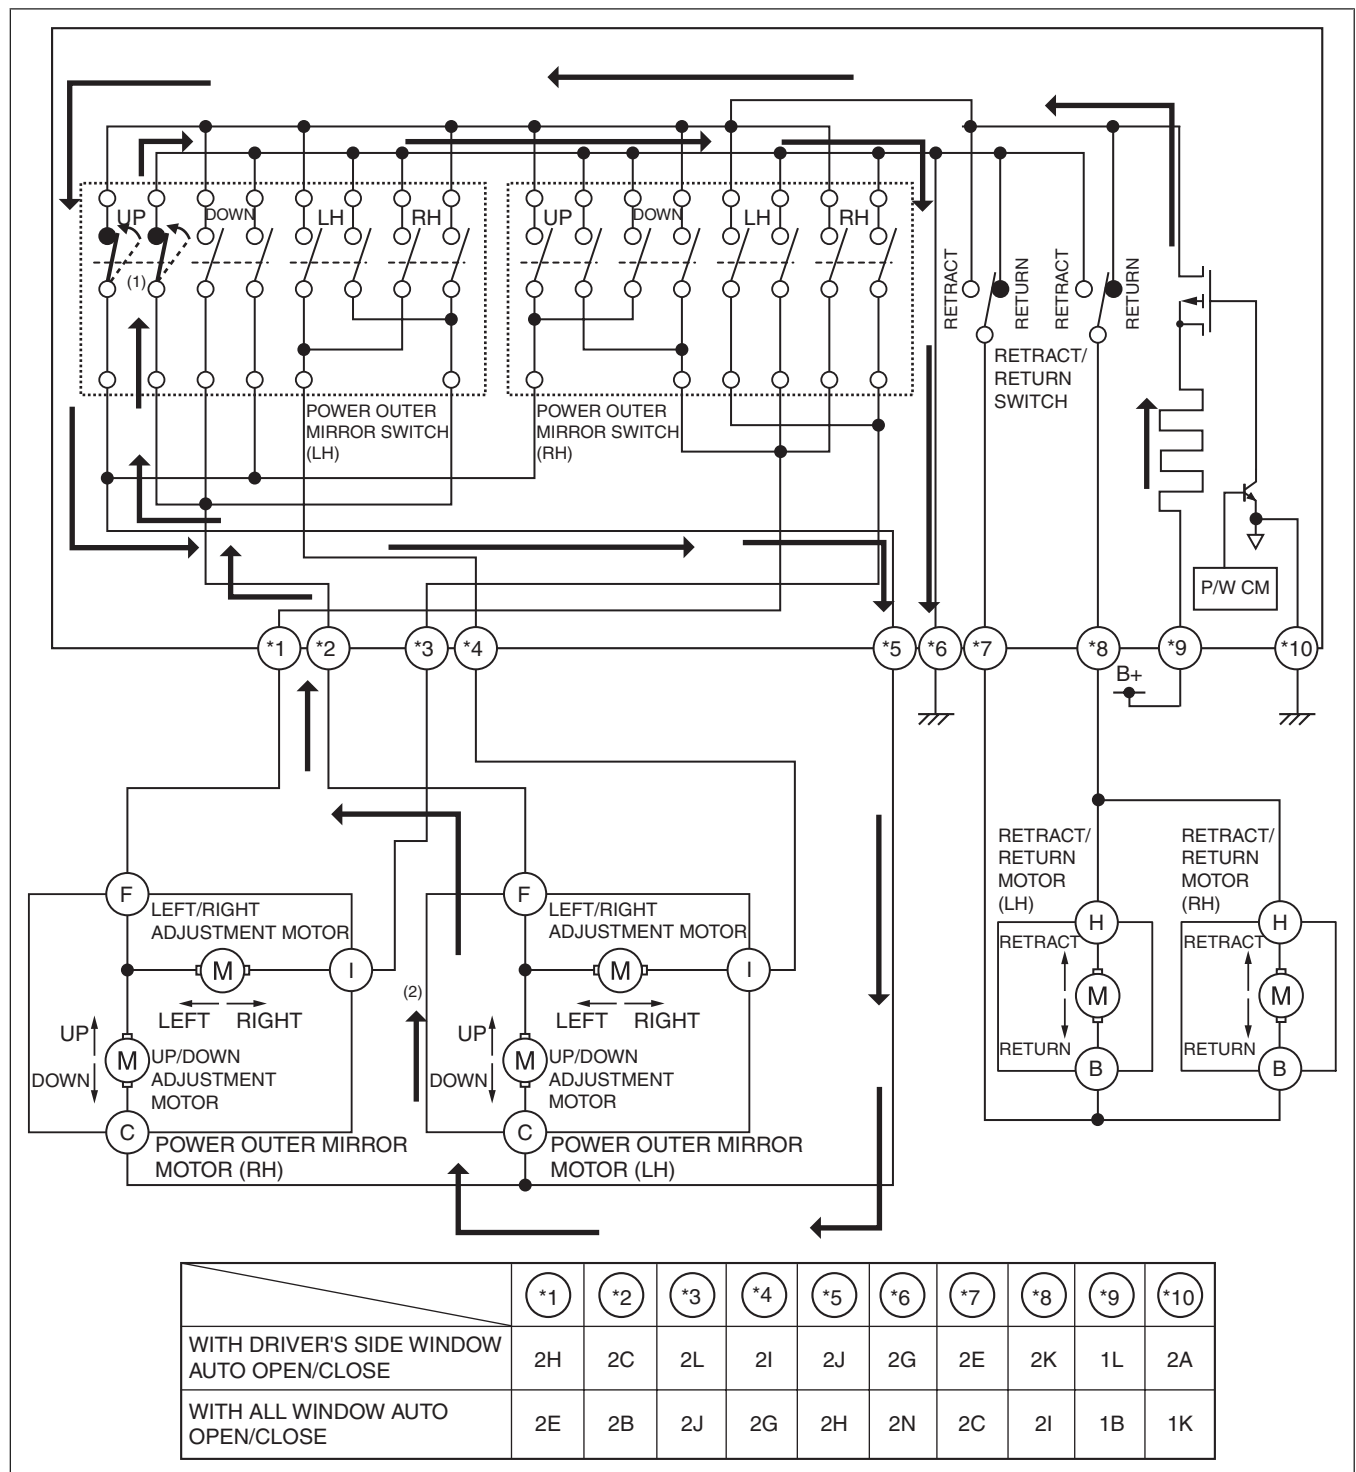 UP
DOWN
LH
RH
UP
DOWN
LH
RH
(1)
RETRACT
RETURN
RETRACT
RETURN
RETRACT/
RETURN
SWITCH
POWER OUTER
MIRROR SWITCH
(LH)
POWER OUTER
MIRROR SWITCH
(RH)
P/W CM
*1
*2
*3
*4
*5
*6
*7
*8
*9
*10
B+
F
LEFT/RIGHT
ADJUSTMENT MOTOR
M
I
LEFT
RIGHT
UP
DOWN
M
UP/DOWN
ADJUSTMENT
MOTOR
C
POWER OUTER MIRROR
MOTOR (RH)
(2)
F
LEFT/RIGHT
ADJUSTMENT MOTOR
M
I
LEFT
RIGHT
UP
DOWN
M
UP/DOWN
ADJUSTMENT
MOTOR
C
POWER OUTER MIRROR
MOTOR (LH)
RETRACT/
RETURN
MOTOR
(LH)
H
RETRACT
M
RETURN
B
RETRACT/
RETURN
MOTOR
(RH)
H
RETRACT
M
RETURN
B
*1 *2 *3 *4 *5 *6 *7 *8 *9 *10
WITH DRIVER'S SIDE WINDOW
AUTO OPEN/CLOSE
2H 2C 2L 2I 2J 2G 2E 2K 1L 2A
WITH ALL WINDOW AUTO
OPEN/CLOSE
2E 2B 2J 2G 2H 2N 2C 2I 1B 1K